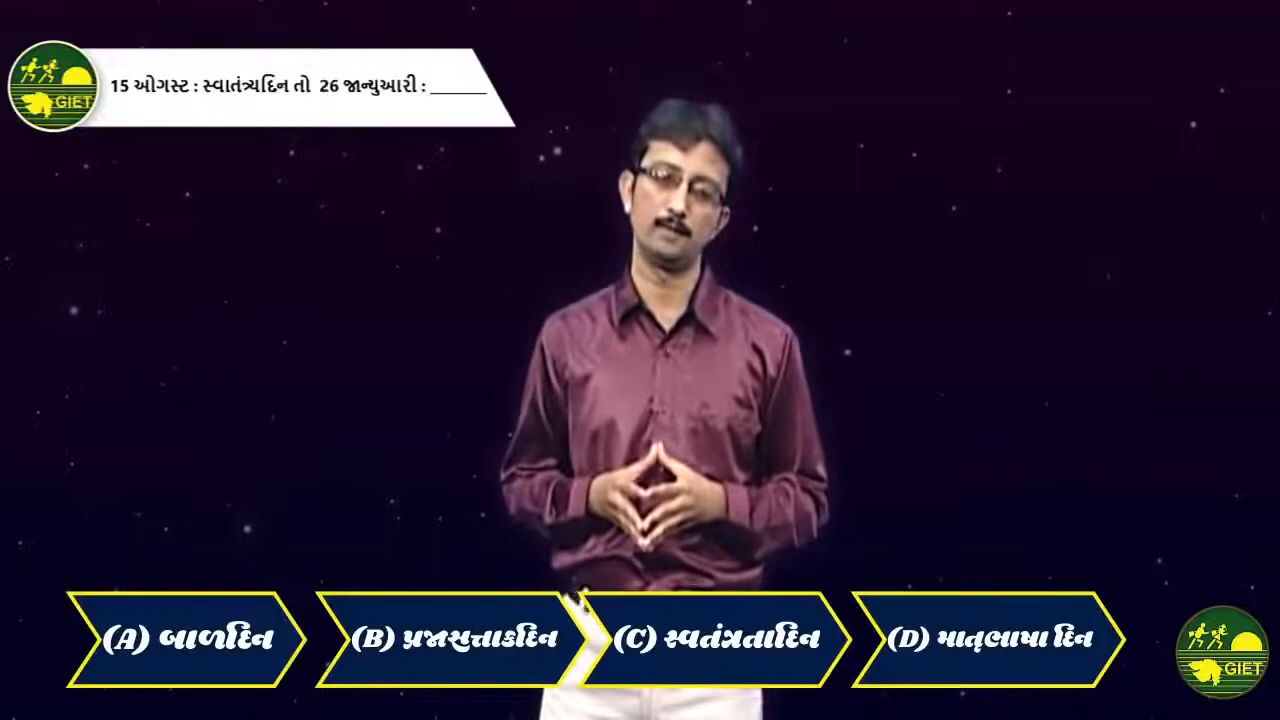 15 ઓગસ્ટ : સ્વાતંત્ર્યદિન તો 26 જાન્યુઆરી : ______
GIET
(A) બાળદિન
(B) પ્રજાસત્તાકદિન
(C) સ્વતંત્રતાદિન
(D) માતૃભાષા દિન
GIET